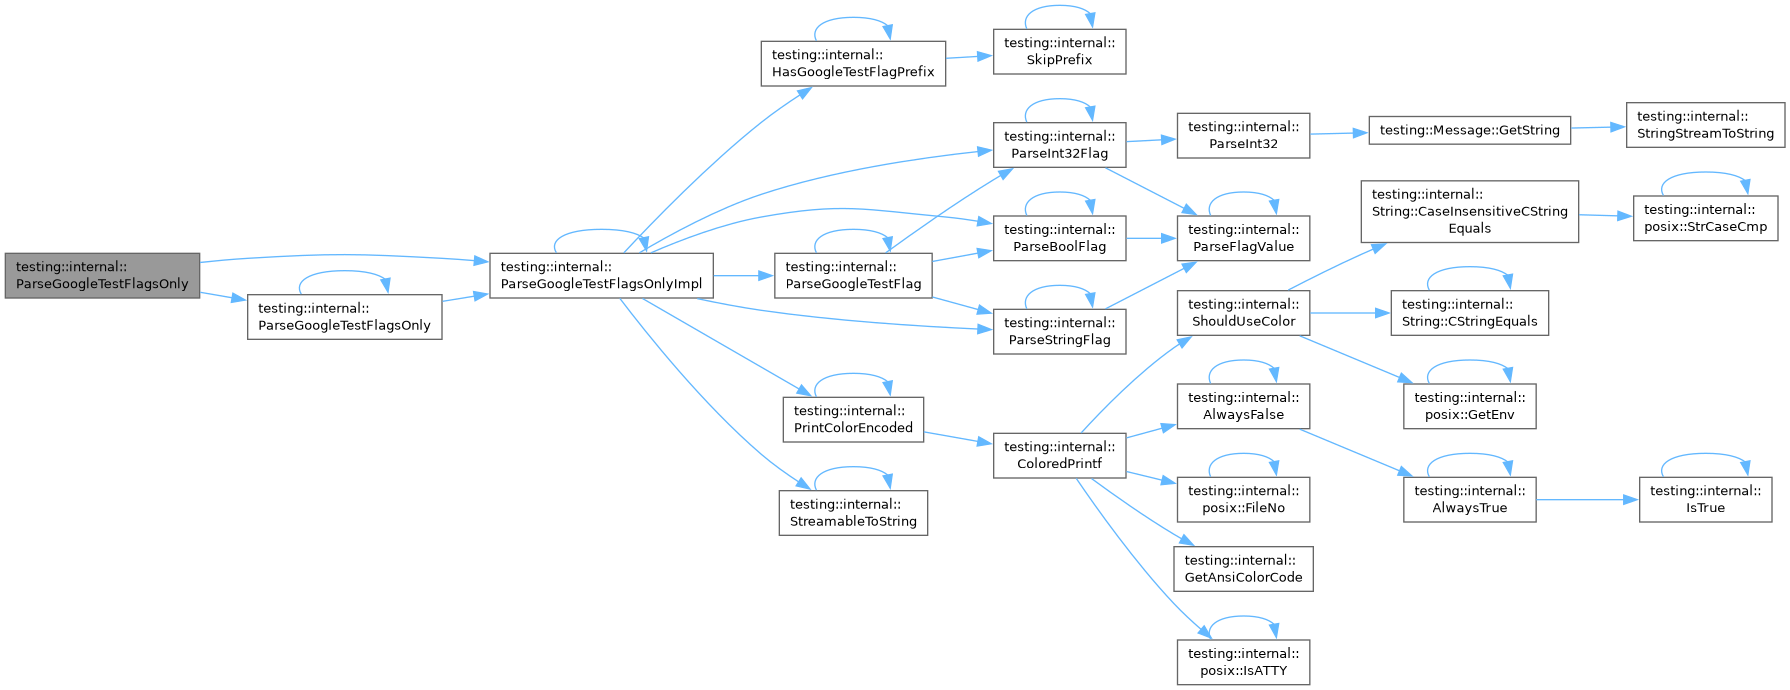 testing::internal::
ParseGoogleTestFlagsOnly
testing::internal::
ParseGoogleTestFlagsOnly
testing::internal::
ParseGoogleTestFlagsOnlyImpl
testing::internal::
HasGoogleTestFlagPrefix
testing::internal::
SkipPrefix
testing::internal::
ParseInt32Flag
testing::internal::
ParseInt32
testing::Message::GetString
testing::internal::
StringStreamToString
testing::internal::
ParseBoolFlag
testing::internal::
ParseFlagValue
testing::internal::
ParseGoogleTestFlag
testing::internal::
ParseStringFlag
testing::internal::
PrintColorEncoded
testing::internal::
StreamableToString
testing::internal::
ColoredPrintf
testing::internal::
ShouldUseColor
testing::internal::
String::CaseInsensitiveCString
Equals
testing::internal::
posix::StrCaseCmp
testing::internal::
String::CStringEquals
testing::internal::
posix::GetEnv
testing::internal::
AlwaysFalse
testing::internal::
AlwaysTrue
testing::internal::
IsTrue
testing::internal::
posix::FileNo
testing::internal::
GetAnsiColorCode
testing::internal::
posix::IsATTY